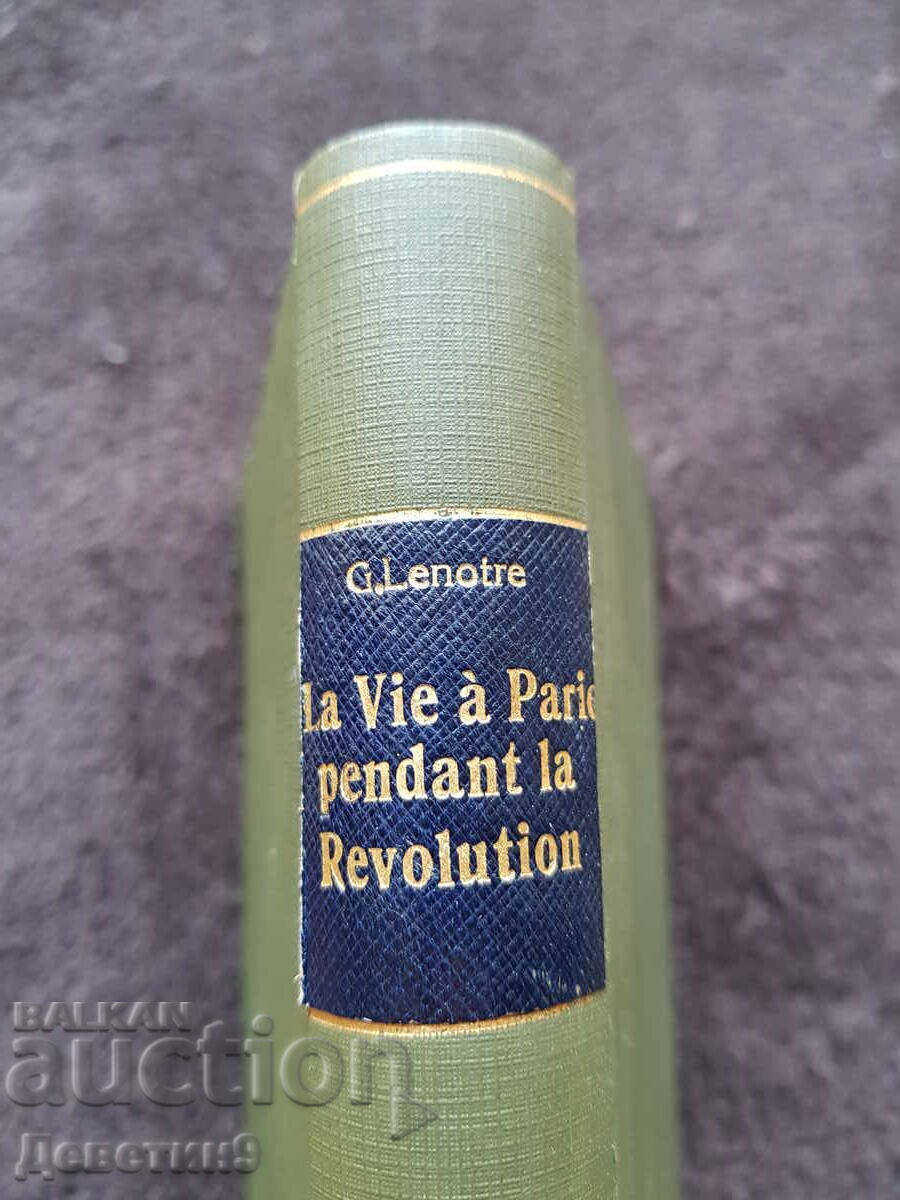 G. Lenotre
La Vie à Paris
pendant la
Revolution
BALKAN
auction
Деветин9